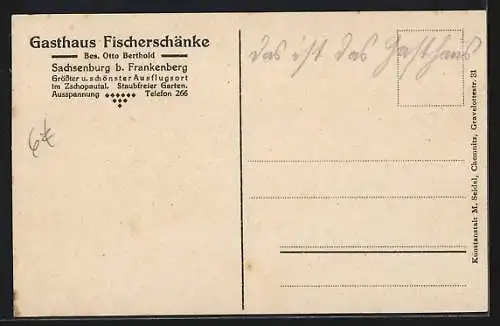 Gasthaus Fischerschänke
Bes. Otto Berthold
Sachsenburg b. Frankenberg
Größter u. schönster Ausflugsort
im Zschopautal. Staubfreier Garten.
Ausspannung Telefon 266
das ist das Gasthaus
6€
Kunstanstalt M. Seidel, Chemnitz, Gravelottestr. 31